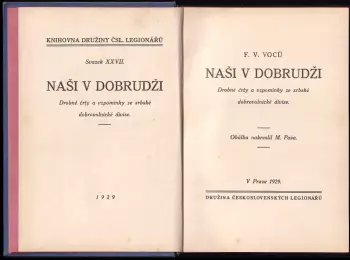 KNIHOVNA DRUŽINY ČSL. LEGIONÁŘŮ
Svazek XXVII.
NAŠI V DOBRUDŽI
Drobné črty a vzpomínky ze srbské
dobrovolnické divise.
1929
F. V. VOCŮ
NAŠI V DOBRUDŽI
Drobné črty a vzpomínky ze srbské
dobrovolnické divise.
Obálku nakreslil M. Fara.
V Praze 1929.
DRUŽINA ČESKOSLOVENSKÝCH LEGIONÁŘŮ